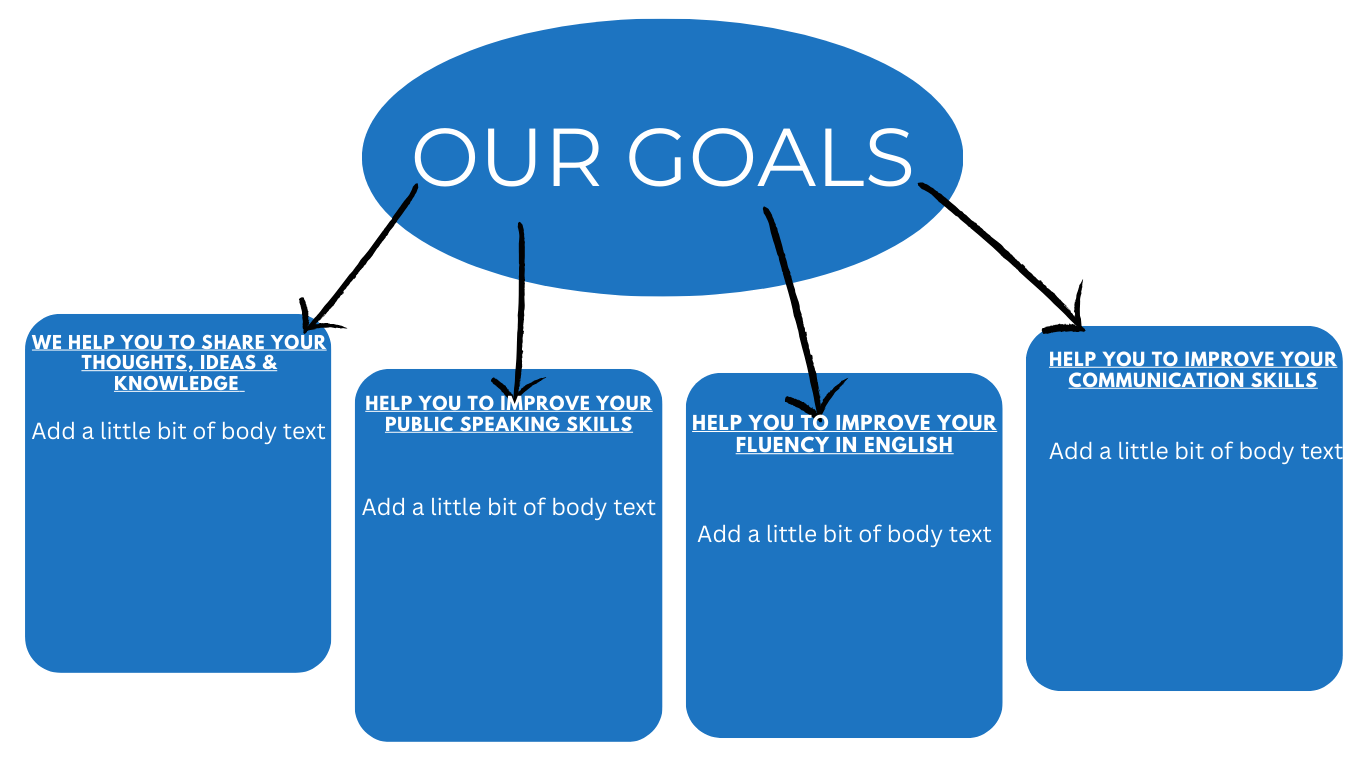 OUR GOALS
WE HELP YOU TO SHARE YOUR
THOUGHTS, IDEAS &
KNOWLEDGE
Add a little bit of body text
HELP YOU TO IMPROVE YOUR
PUBLIC SPEAKING SKILLS
Add a little bit of body text
HELP YOU TO IMPROVE YOUR
FLUENCY IN ENGLISH
Add a little bit of body text
HELP YOU TO IMPROVE YOUR
COMMUNICATION SKILLS
Add a little bit of body text